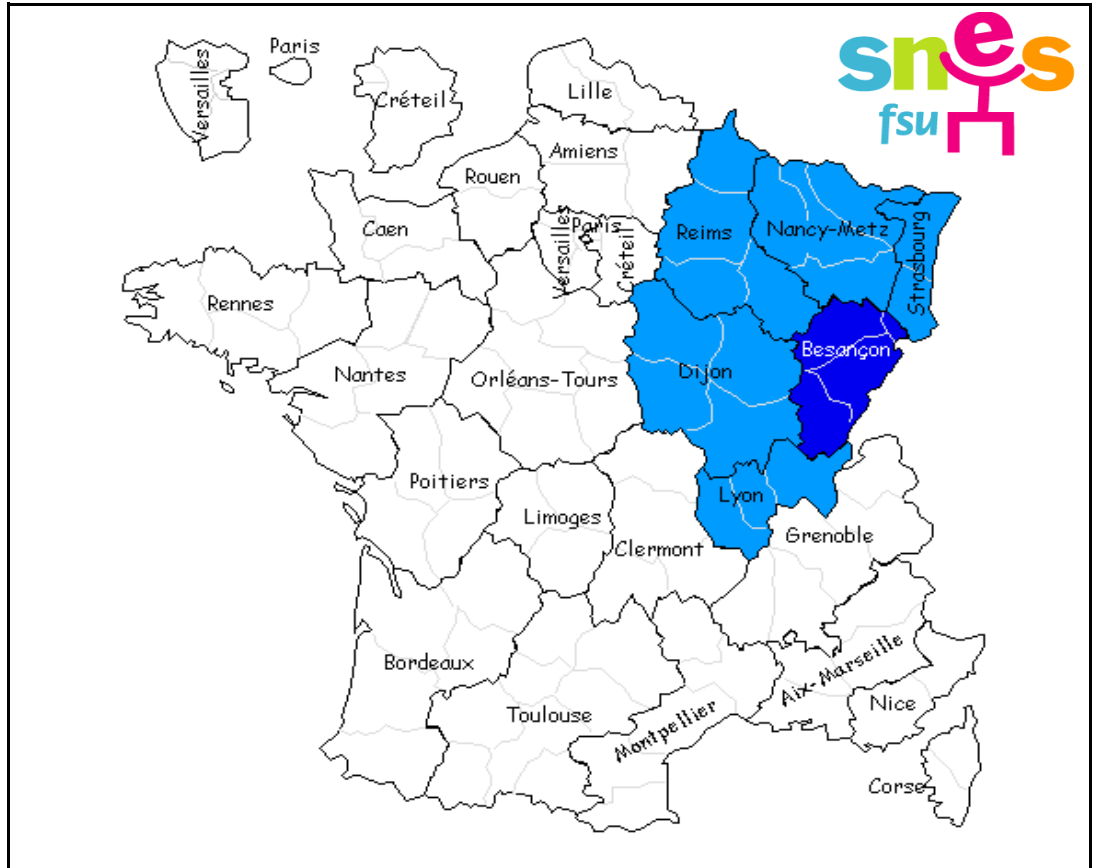 snes
fsu
Paris
Versailles
Créteil
Lille
Amiens
Rouen
Caen
Versailles
Paris
Créteil
Reims
Nancy-Metz
Strasbourg
Rennes
Nantes
Orléans-Tours
Dijon
Besançon
Poitiers
Limoges
Clermont
Lyon
Grenoble
Bordeaux
Toulouse
Montpellier
Aix-Marseille
Nice
Corse